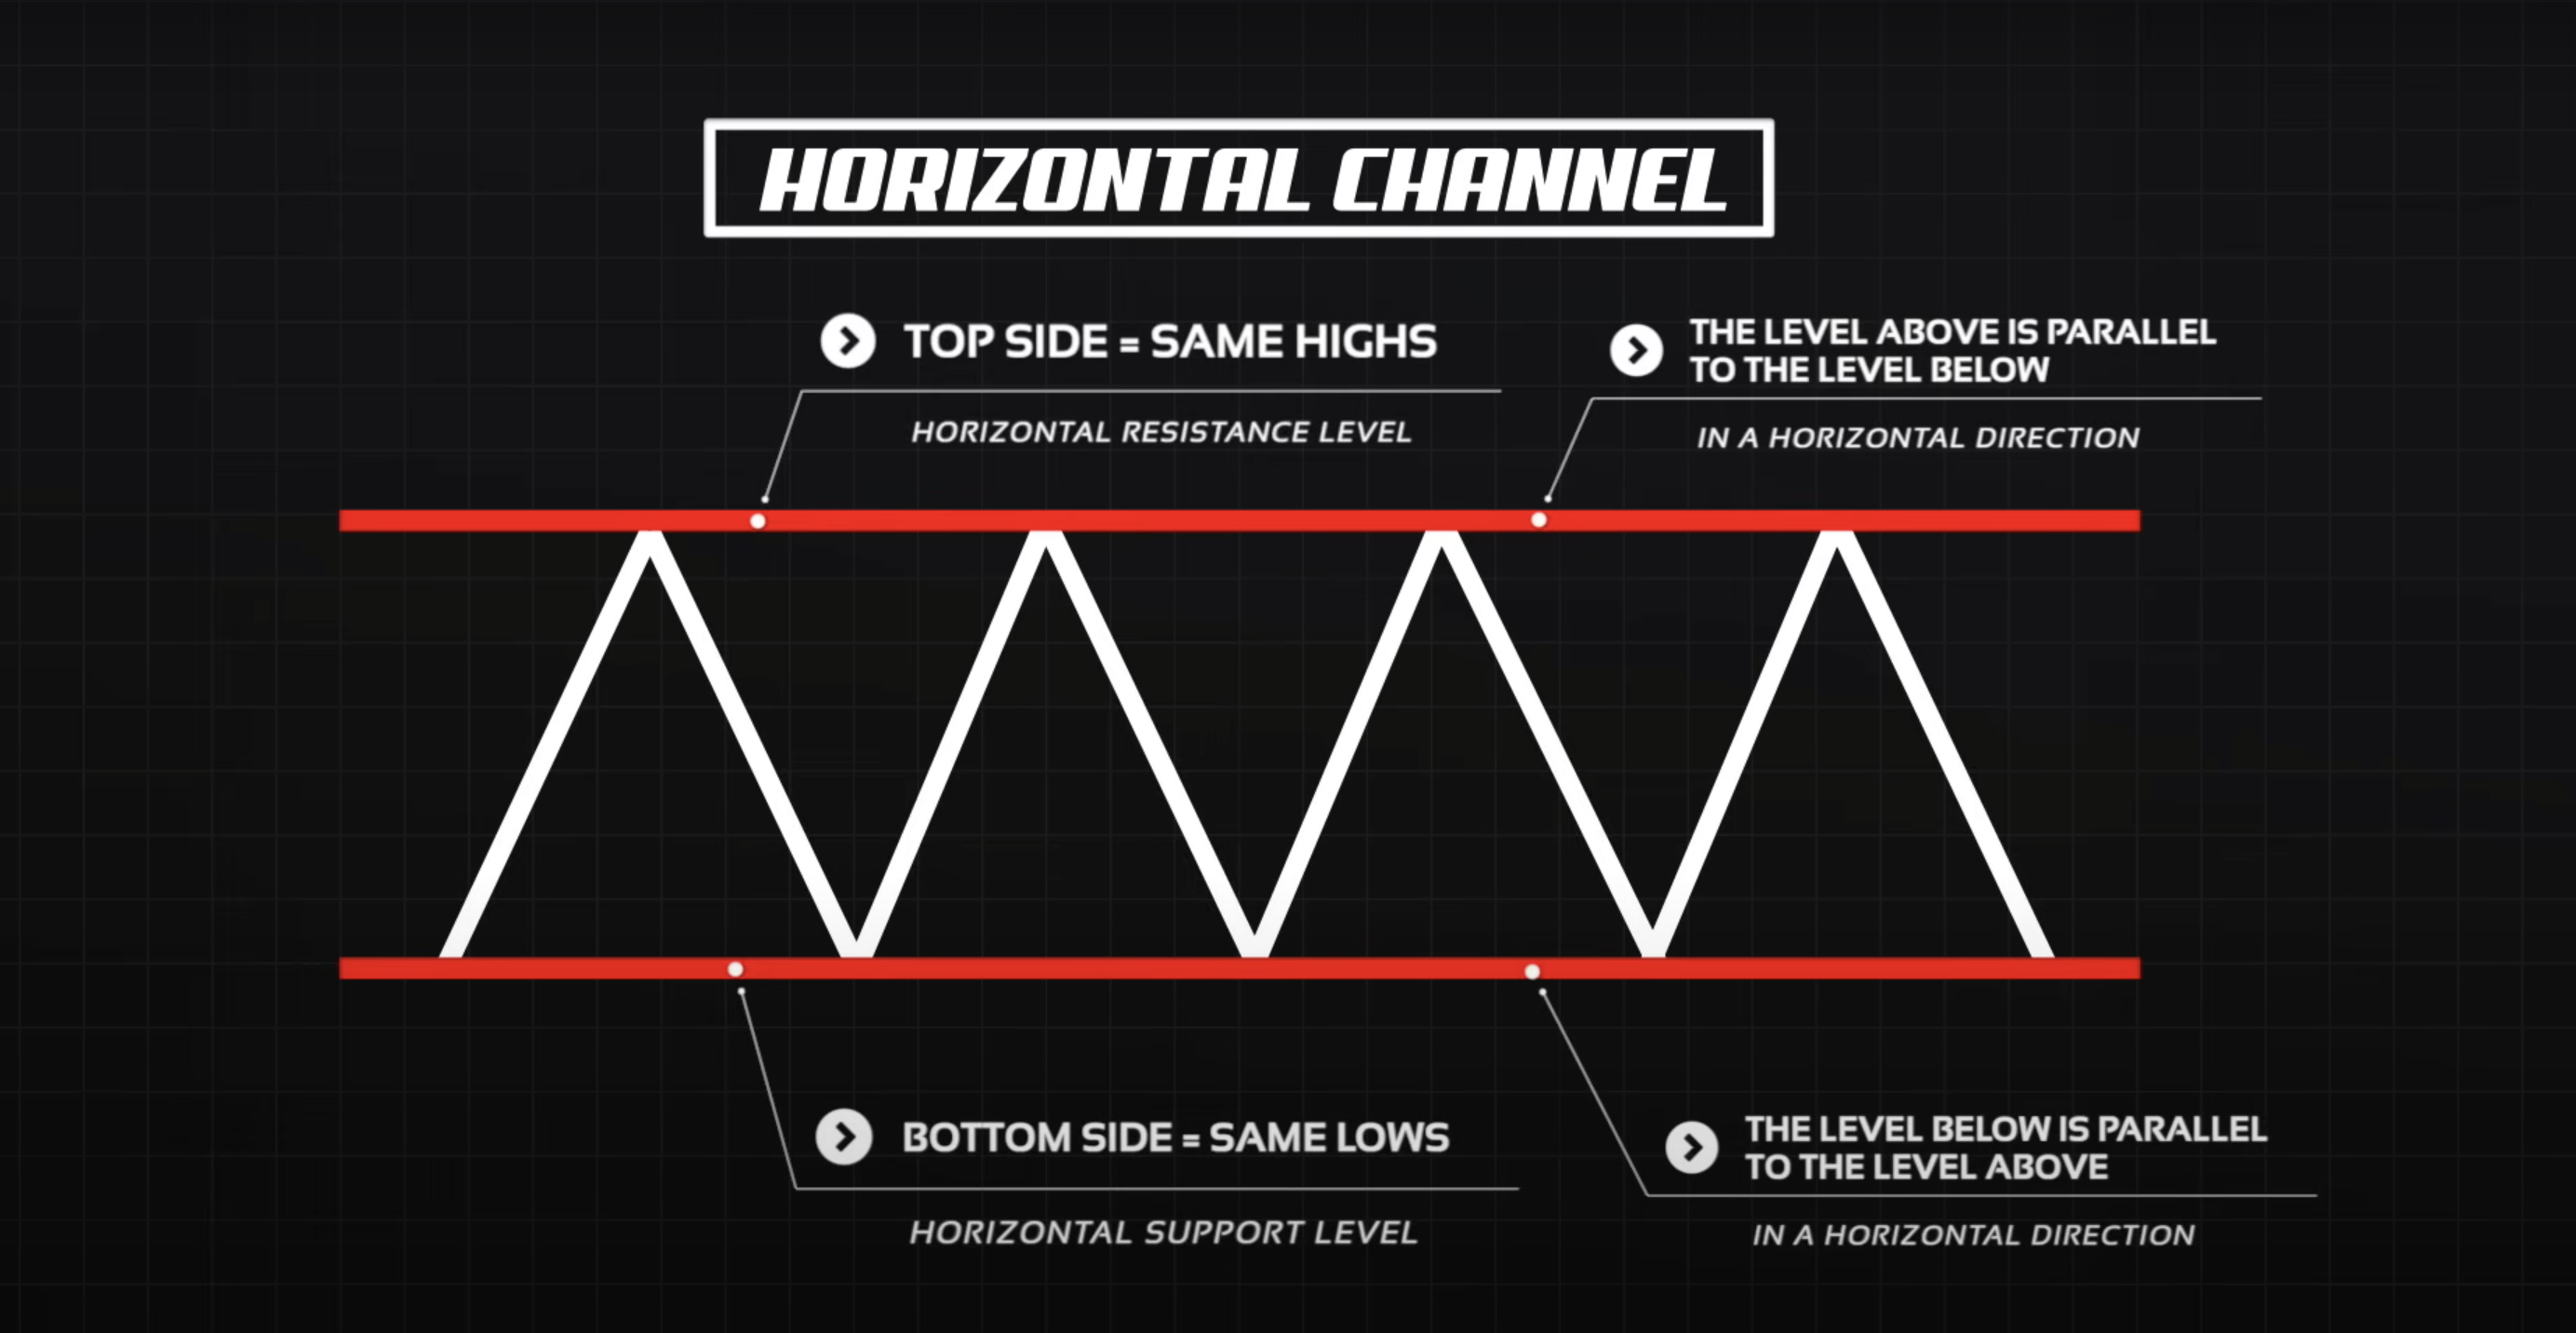 HORIZONTAL CHANNEL
TOP SIDE = SAME HIGHS
HORIZONTAL RESISTANCE LEVEL
THE LEVEL ABOVE IS PARALLEL
TO THE LEVEL BELOW
IN A HORIZONTAL DIRECTION
BOTTOM SIDE = SAME LOWS
HORIZONTAL SUPPORT LEVEL
THE LEVEL BELOW IS PARALLEL
TO THE LEVEL ABOVE
IN A HORIZONTAL DIRECTION